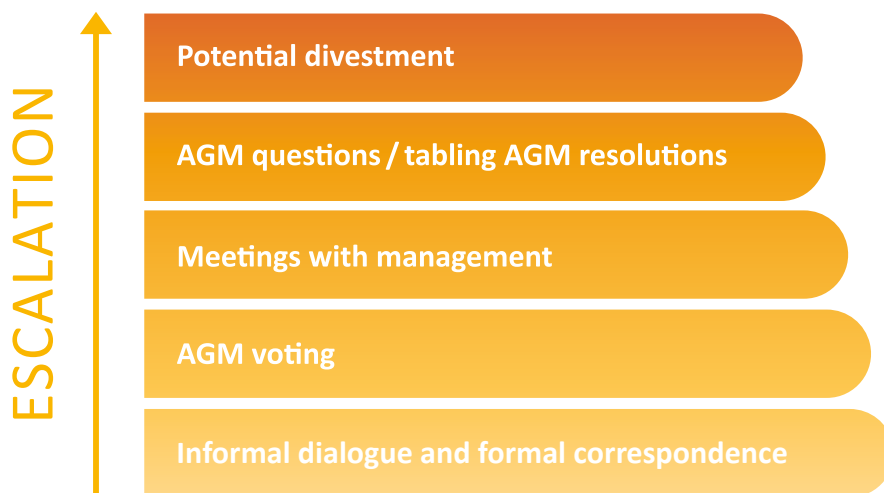 ESCALATION
Potential divestment
AGM questions / tabling AGM resolutions
Meetings with management
AGM voting
Informal dialogue and formal correspondence